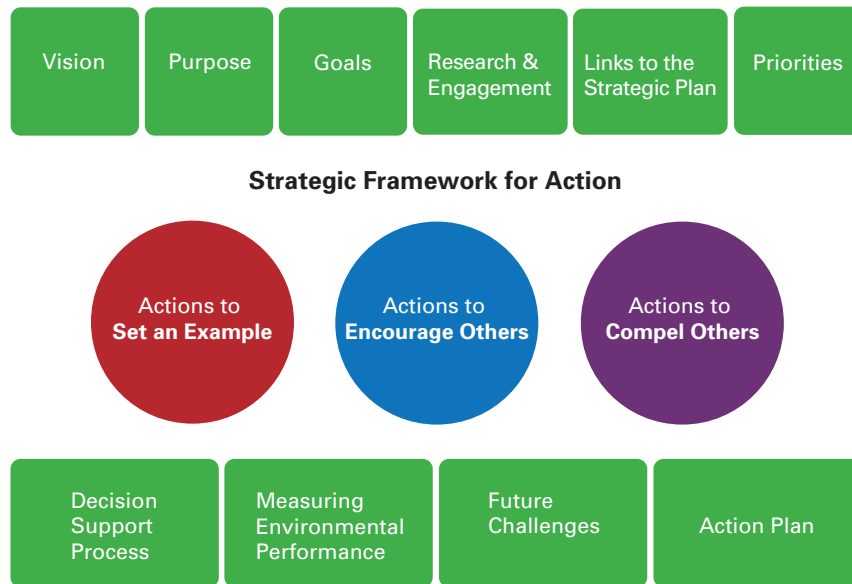 Vision
Purpose
Goals
Research &
Engagement
Links to the
Strategic Plan
Priorities
Strategic Framework for Action
Actions to
Set an Example
Actions to
Encourage Others
Actions to
Compel Others
Decision
Support
Process
Measuring
Environmental
Performance
Future
Challenges
Action Plan